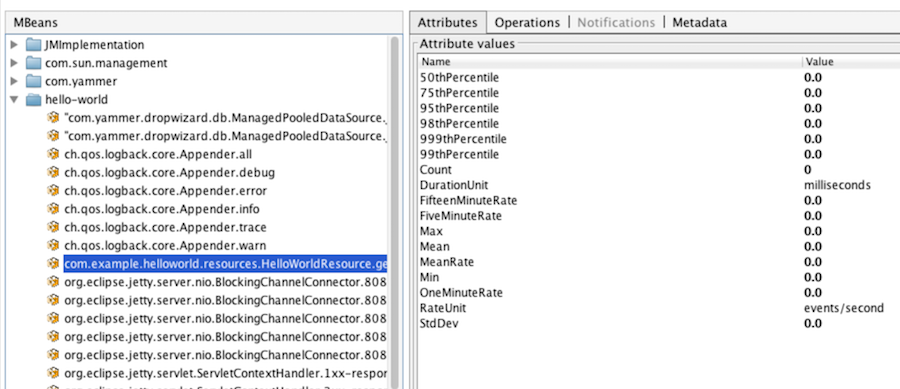 MBeans
JMImplementation
com.sun.management
com.yammer
hello-world
"com.yammer.dropwizard.db.ManagedPooledDataSource.
"com.yammer.dropwizard.db.ManagedPooledDataSource.
ch.qos.logback.core.Appender.all
ch.qos.logback.core.Appender.debug
ch.qos.logback.core.Appender.error
ch.qos.logback.core.Appender.info
ch.qos.logback.core.Appender.trace
ch.qos.logback.core.Appender.warn
com.example.helloworld.resources.HelloWorldResource.ge
org.eclipse.jetty.server.nio.BlockingChannelConnector.808
org.eclipse.jetty.server.nio.BlockingChannelConnector.808
org.eclipse.jetty.server.nio.BlockingChannelConnector.808
org.eclipse.jetty.server.nio.BlockingChannelConnector.808
org.eclipse.jetty.server.nio.BlockingChannelConnector.808
org.eclipse.jetty.servlet.ServletContextHandler.1xx-respor
Attributes Operations Notifications Metadata
Attribute values
Name Value
50thPercentile 0.0
75thPercentile 0.0
95thPercentile 0.0
98thPercentile 0.0
999thPercentile 0.0
99thPercentile 0.0
Count 0
DurationUnit milliseconds
FifteenMinuteRate 0.0
FiveMinuteRate 0.0
Max 0.0
Mean 0.0
MeanRate 0.0
Min 0.0
OneMinuteRate 0.0
RateUnit events/second
StdDev 0.0